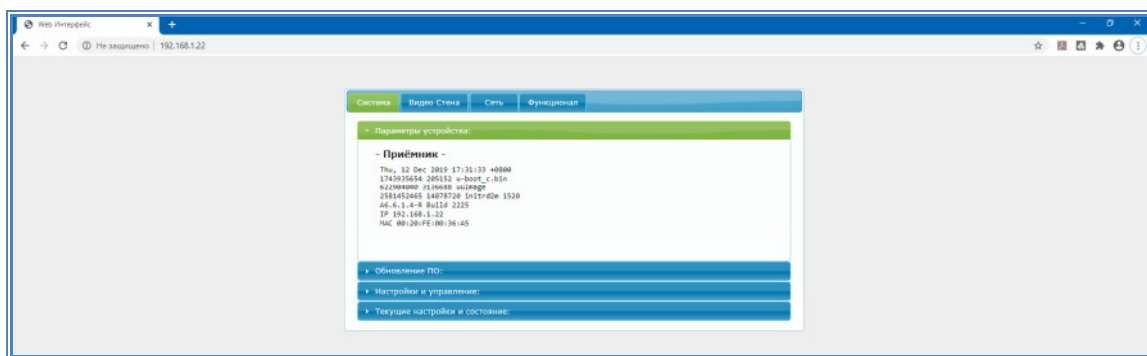 Web Интерфейс
Не защищено | 192.168.1.22
Система Видео Стена Сеть Функционал
Параметры устройства:
- Приёмник -
Thu, 12 Dec 2019 17:31:33 +0800
1743935654 205152 u-boot_c.bin
622904040 3136688 uuImage
2581452465 14878720 initrd2m 1520
A6.6.1.4-R Build 2225
IP 192.168.1.22
MAC 00:20:FE:00:36:A5
Обновление ПО:
Настройки и управление:
Текущие настройки и состояние: